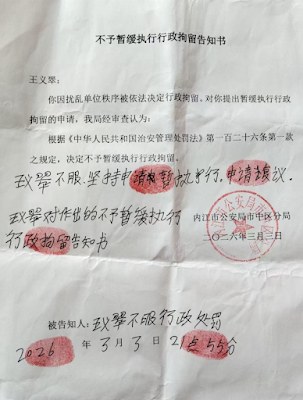 不予暂缓执行行政拘留告知书
王义翠：
你因扰乱单位秩序被依法决定行政拘留，对你提出暂缓执行行政
拘留的申请，我局经审查认为：
根据《中华人民共和国治安管理处罚法》第一百二十六条第一款
之规定，决定不予暂缓执行行政拘留。
翠不服，坚持申请暂执行，申请复议。
翠对作出的不予暂缓执行
行政拘留告知书
内江市公安局市中区分局
二〇二六年三月三日
被告知人：翠不服行政处罚
2026年3月3日21点55分